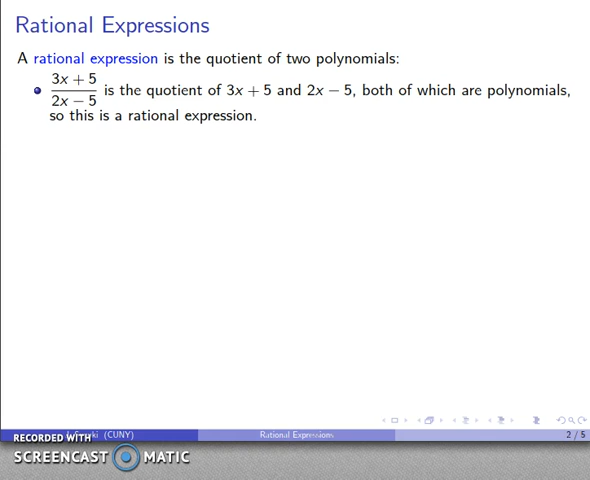 Rational Expressions
A rational expression is the quotient of two polynomials:
3x + 5
2x − 5
is the quotient of 3x + 5 and 2x − 5, both of which are polynomials,
so this is a rational expression.
(CUNY)
Rational Expressions
2 / 5
RECORDED WITH
SCREENCAST MATIC